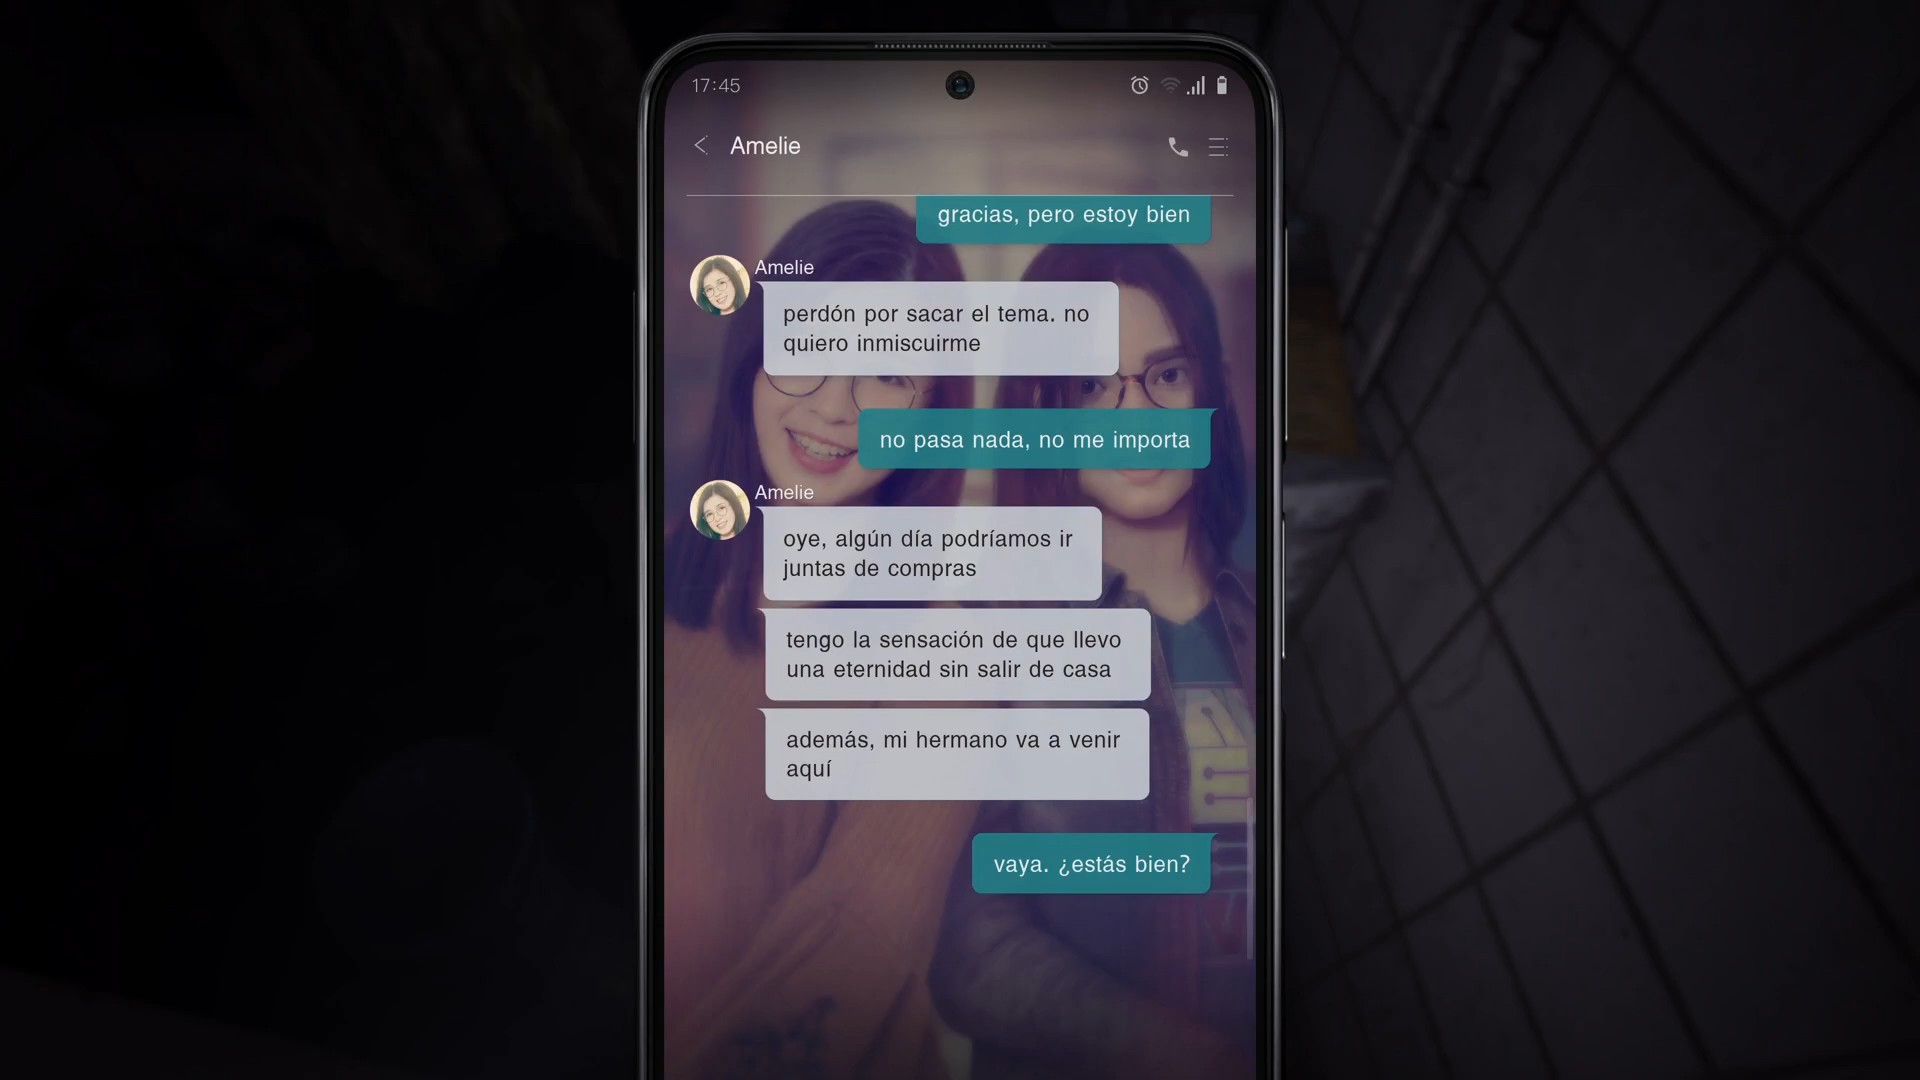 17:45
Amelie
gracias, pero estoy bien
Amelie
perdón por sacar el tema. no
quiero inmiscuirme
no pasa nada, no me importa
Amelie
oye, algún día podríamos ir
juntas de compras
tengo la sensación de que llevo
una eternidad sin salir de casa
además, mi hermano va a venir
aquí
vaya. ¿estás bien?